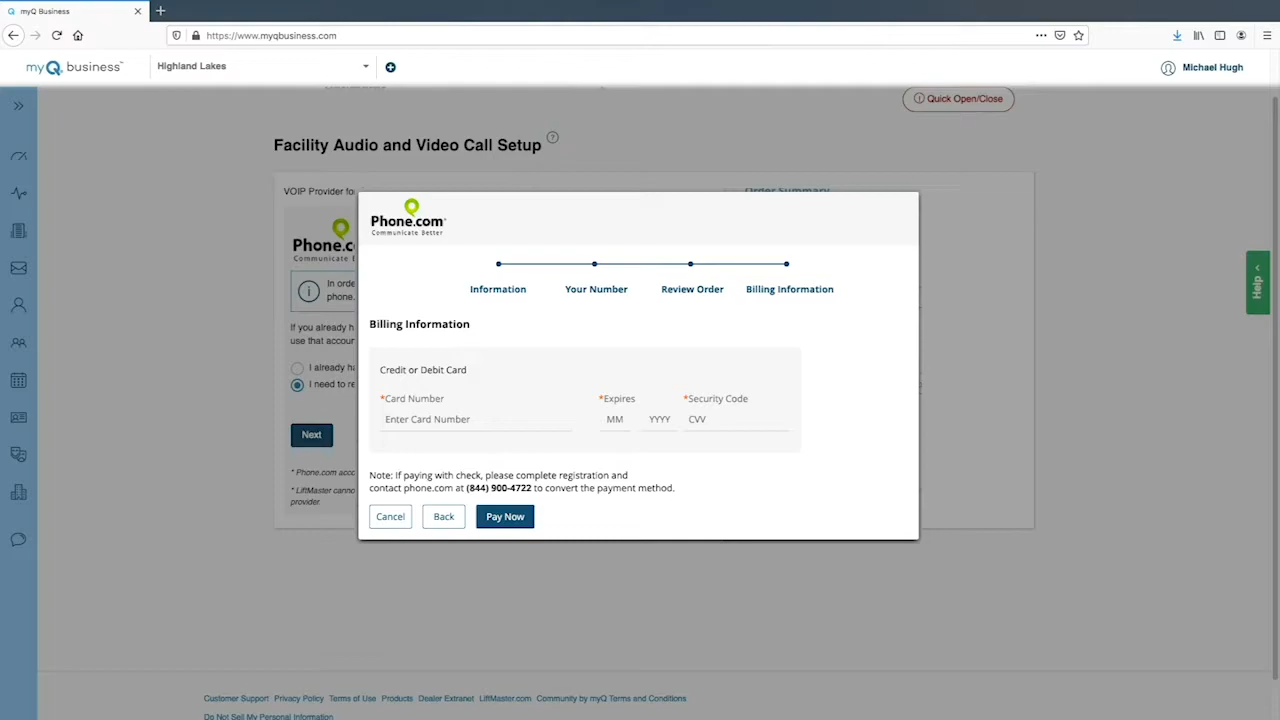 myQ Business
https://www.myqbusiness.com
myQ business™
Highland Lakes
Michael Hugh
Quick Open/Close
Facility Audio and Video Call Setup ?
VOIP Provider fo
Order Summary
Phone.c
Communicate
In orde
phone.
If you already h
use that accour
I already ha
I need to re
Next
* Phone.com acco
* LiftMaster canno
provider.
Phone.com
Communicate Better
Information
Your Number
Review Order
Billing Information
Billing Information
Credit or Debit Card
*Card Number
*Expires
*Security Code
Enter Card Number
MM
YYYY
CVV
Note: If paying with check, please complete registration and
contact phone.com at (844) 900-4722 to convert the payment method.
Cancel
Back
Pay Now
Help
Customer Support Privacy Policy Terms of Use Products Dealer Extranet LiftMaster.com Community by myQ Terms and Conditions
Do Not Sell My Personal Information